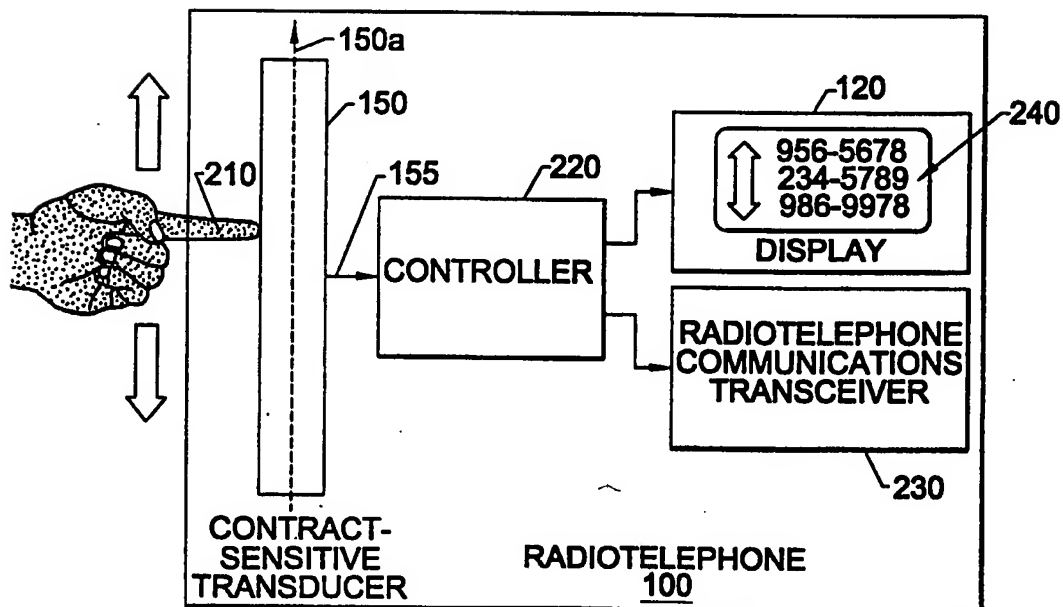 150a
150
210
155
220
CONTROLLER
120
240
956-5678
234-5789
986-9978
DISPLAY
RADIOTELEPHONE
COMMUNICATIONS
TRANSCEIVER
230
CONTRACT-
SENSITIVE
TRANSDUCER
RADIOTELEPHONE
100